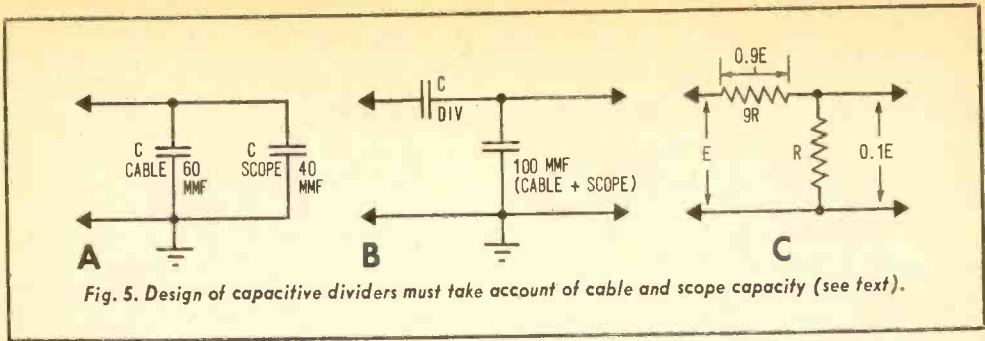 C
CABLE
60
MMF
C
SCOPE
40
MMF
A
C
DIV
100 MMF
(CABLE + SCOPE)
B
0.9E
9R
E
R
0.1E
C
Fig. 5. Design of capacitive dividers must take account of cable and scope capacity (see text).